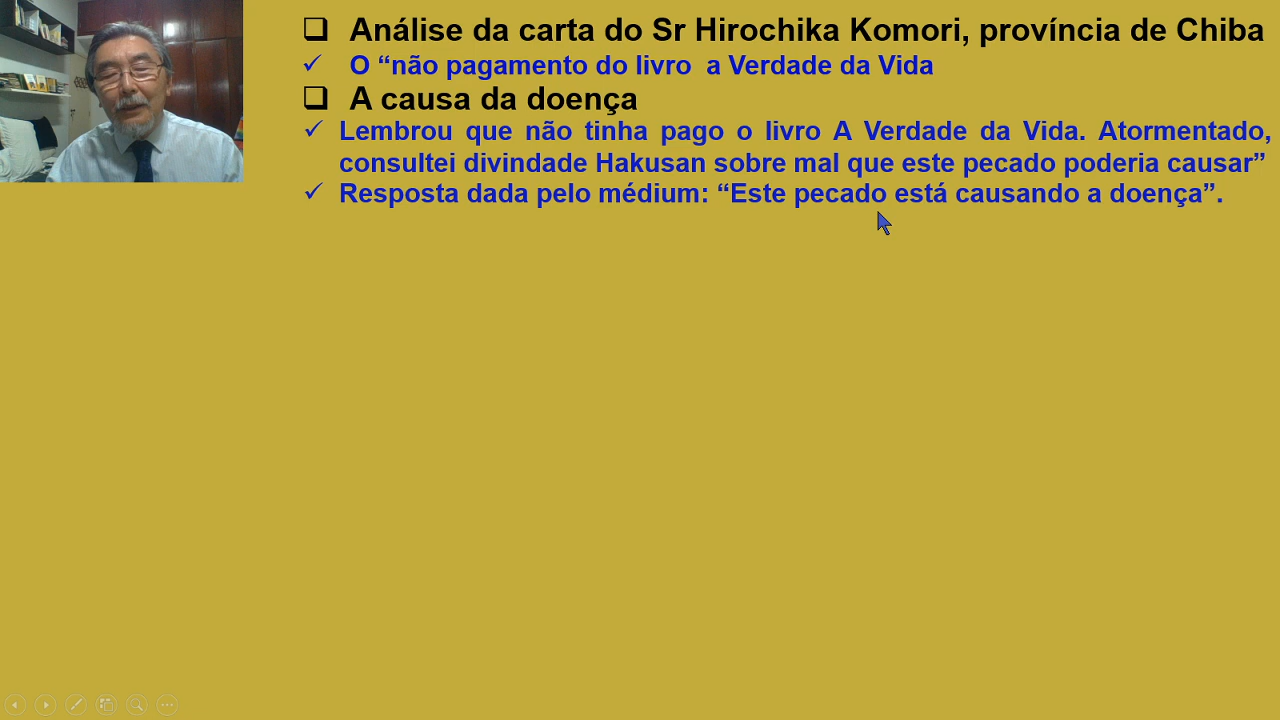 Análise da carta do Sr Hirochika Komori, província de Chiba
O “não pagamento do livro  a Verdade da Vida
A causa da doença
Lembrou que não tinha pago o livro A Verdade da Vida. Atormentado,
consultei divindade Hakusan sobre mal que este pecado poderia causar”
Resposta dada pelo médium: “Este pecado está causando a doença”.